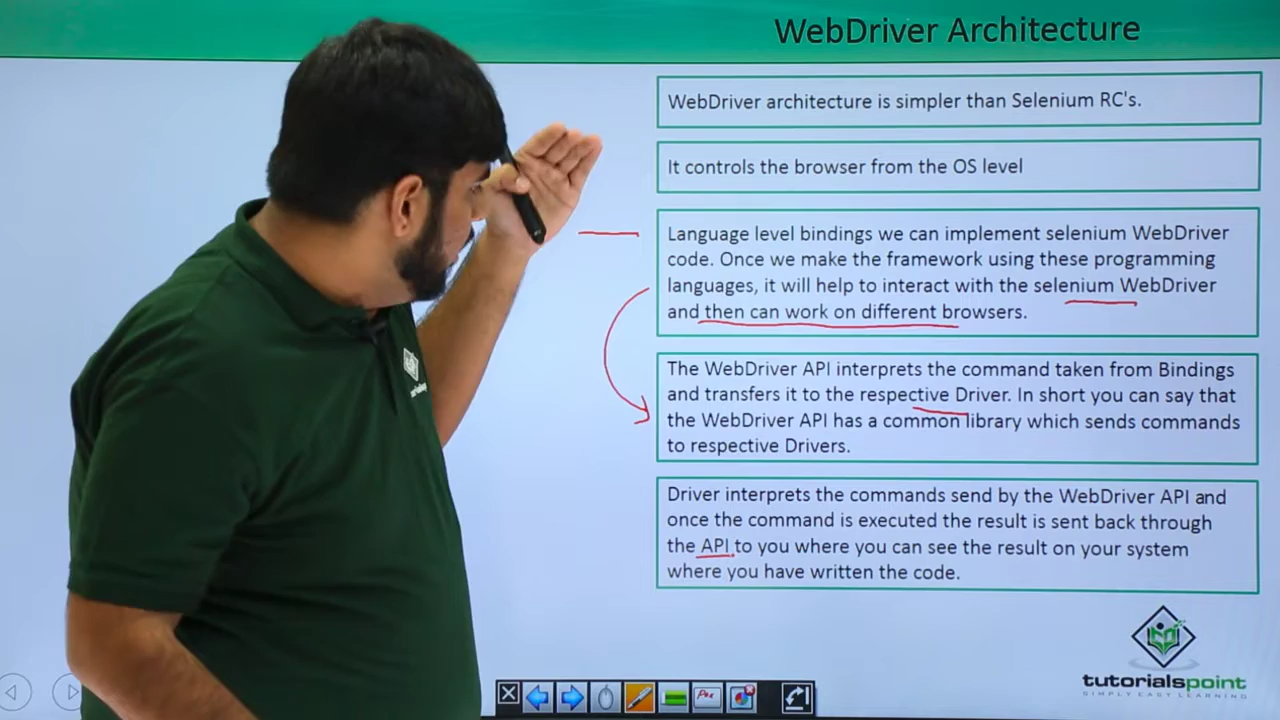 WebDriver Architecture
WebDriver architecture is simpler than Selenium RC's.
It controls the browser from the OS level
Language level bindings we can implement selenium WebDriver
code. Once we make the framework using these programming
languages, it will help to interact with the selenium WebDriver
and then can work on different browsers.
The WebDriver API interprets the command taken from Bindings
and transfers it to the respective Driver. In short you can say that
the WebDriver API has a common library which sends commands
to respective Drivers.
Driver interprets the commands send by the WebDriver API and
once the command is executed the result is sent back through
the API to you where you can see the result on your system
where you have written the code.
tutorialspoint
SIMPLY EASY LEARNING
Pen